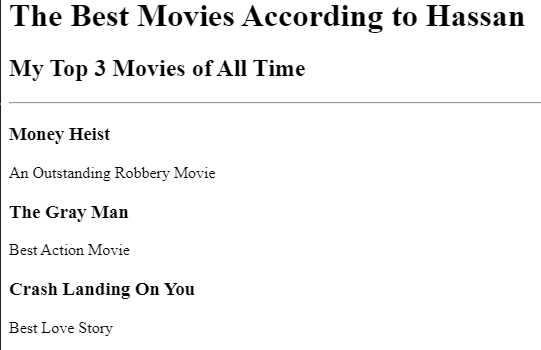 The Best Movies According to Hassan
My Top 3 Movies of All Time
Money Heist
An Outstanding Robbery Movie
The Gray Man
Best Action Movie
Crash Landing On You
Best Love Story